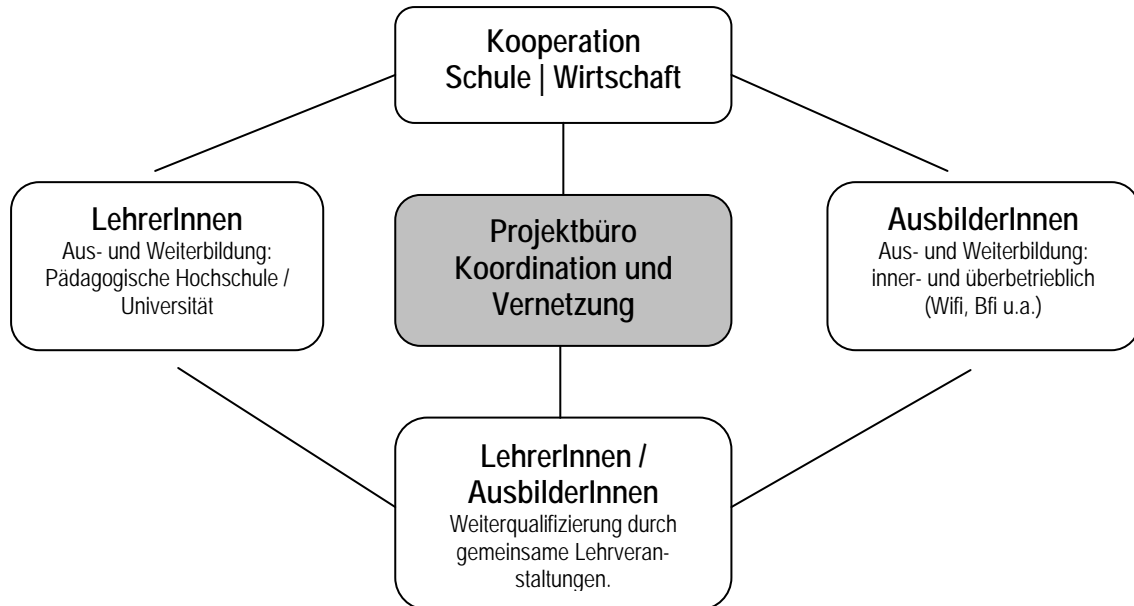 Kooperation
Schule | Wirtschaft
LehrerInnen
Aus- und Weiterbildung:
Pädagogische Hochschule /
Universität
Projektbüro
Koordination und
Vernetzung
AusbilderInnen
Aus- und Weiterbildung:
inner- und überbetrieblich
(Wifi, Bfi u.a.)
LehrerInnen /
AusbilderInnen
Weiterqualifizierung durch
gemeinsame Lehrveran-
staltungen.